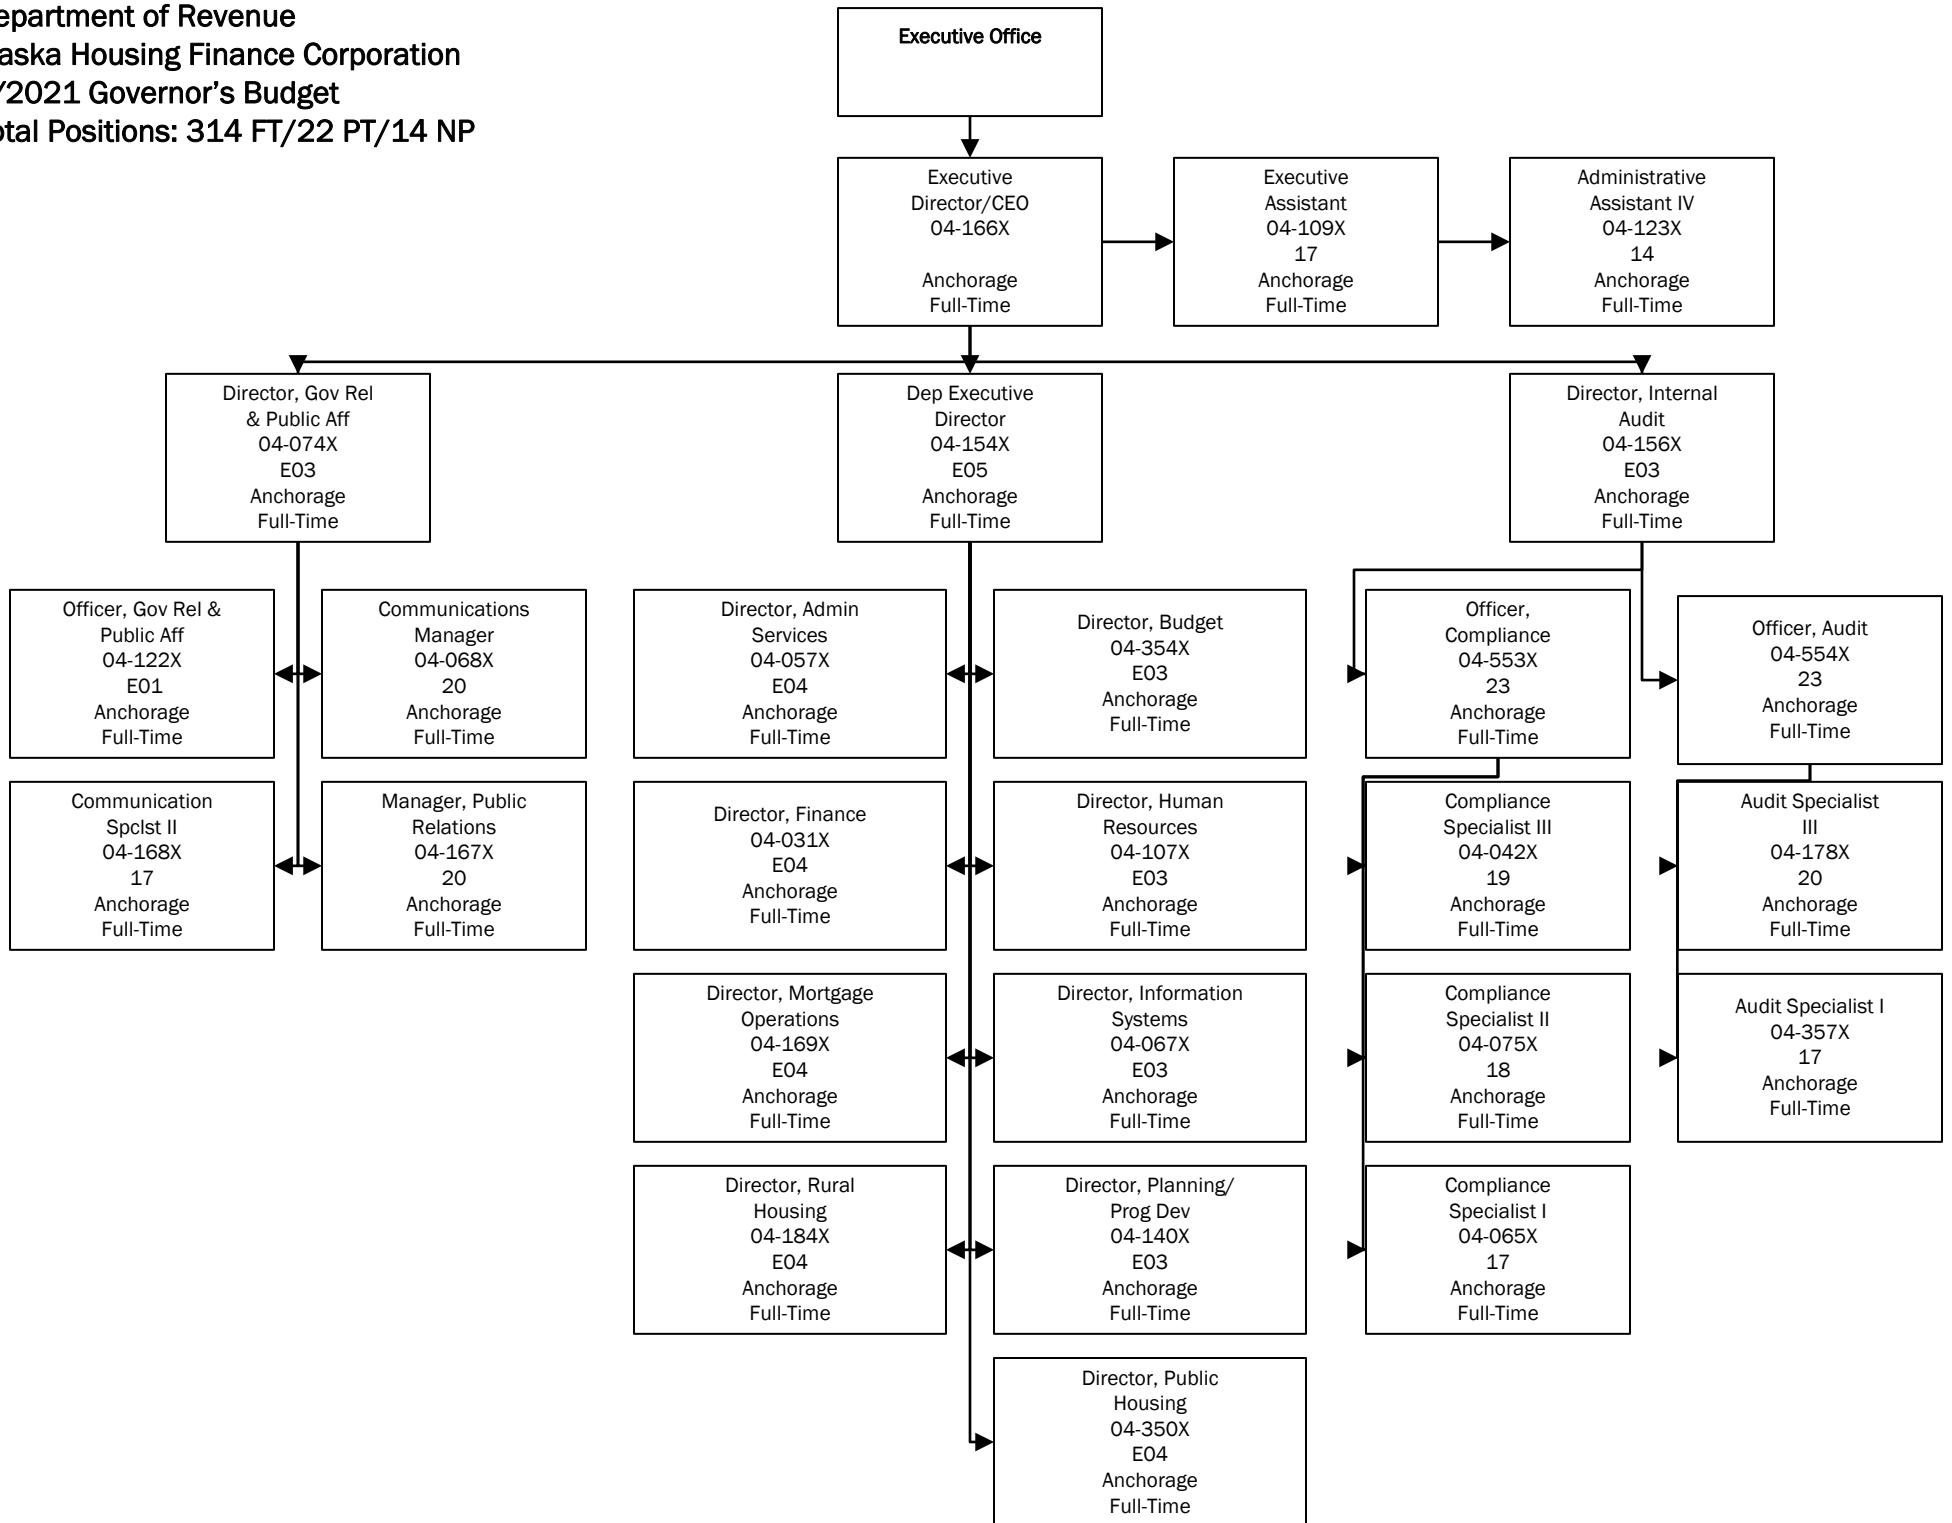 epartment of Revenue
aska Housing Finance Corporation
Y2021 Governor's Budget
otal Positions: 314 FT/22 PT/14 NP
Executive Office
Executive
Director/CEO
04-166X
Anchorage
Full-Time
Executive
Assistant
04-109X
17
Anchorage
Full-Time
Administrative
Assistant IV
04-123X
14
Anchorage
Full-Time
Director, Gov Rel
& Public Aff
04-074X
E03
Anchorage
Full-Time
Dep Executive
Director
04-154X
E05
Anchorage
Full-Time
Director, Internal
Audit
04-156X
E03
Anchorage
Full-Time
Officer, Gov Rel &
Public Aff
04-122X
E01
Anchorage
Full-Time
Communications
Manager
04-068X
20
Anchorage
Full-Time
Director, Admin
Services
04-057X
E04
Anchorage
Full-Time
Director, Budget
04-354X
E03
Anchorage
Full-Time
Officer,
Compliance
04-553X
23
Anchorage
Full-Time
Officer, Audit
04-554X
23
Anchorage
Full-Time
Communication
Spclst II
04-168X
17
Anchorage
Full-Time
Manager, Public
Relations
04-167X
20
Anchorage
Full-Time
Director, Finance
04-031X
E04
Anchorage
Full-Time
Director, Human
Resources
04-107X
E03
Anchorage
Full-Time
Compliance
Specialist III
04-042X
19
Anchorage
Full-Time
Audit Specialist
III
04-178X
20
Anchorage
Full-Time
Director, Mortgage
Operations
04-169X
E04
Anchorage
Full-Time
Director, Information
Systems
04-067X
E03
Anchorage
Full-Time
Compliance
Specialist II
04-075X
18
Anchorage
Full-Time
Audit Specialist I
04-357X
17
Anchorage
Full-Time
Director, Rural
Housing
04-184X
E04
Anchorage
Full-Time
Director, Planning/
Prog Dev
04-140X
E03
Anchorage
Full-Time
Compliance
Specialist I
04-065X
17
Anchorage
Full-Time
Director, Public
Housing
04-350X
E04
Anchorage
Full-Time